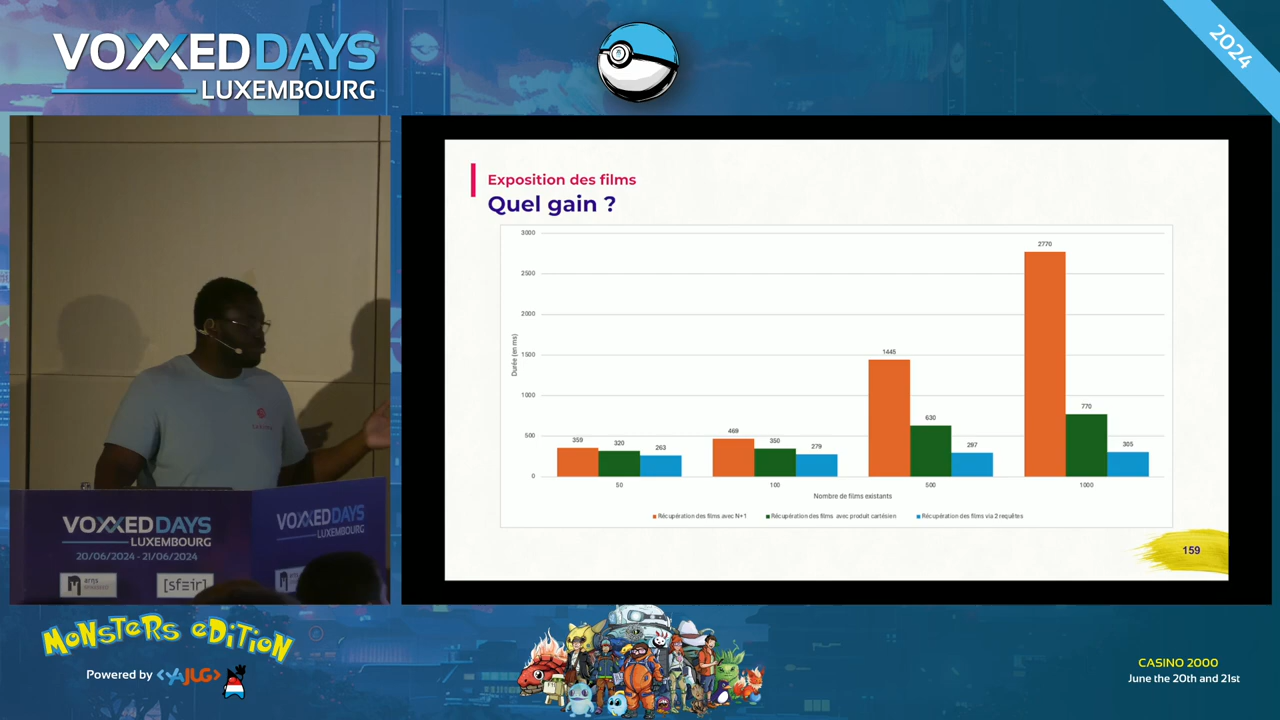 VOXXEDDAYS
LUXEMBOURG
2024
Exposition des films
Quel gain ?
3000
2500
2000
1500
1000
500
0
Durée (en ms)
359
320
263
469
350
279
1445
630
297
2770
770
305
50
100
500
1000
Nombre de films existants
Récupération des films avec N+1
Récupération des films avec produit cartésien
Récupération des films via 2 requêtes
159
VOXXEDDAYS
LUXEMBOURG
20/06/2024 - 21/06/2024
[sfeir]
VOXXEDDAYS
LUXEMBOURG
MONSTERS EDITION
Powered by <YAJUG>
CASINO 2000
June the 20th and 21st